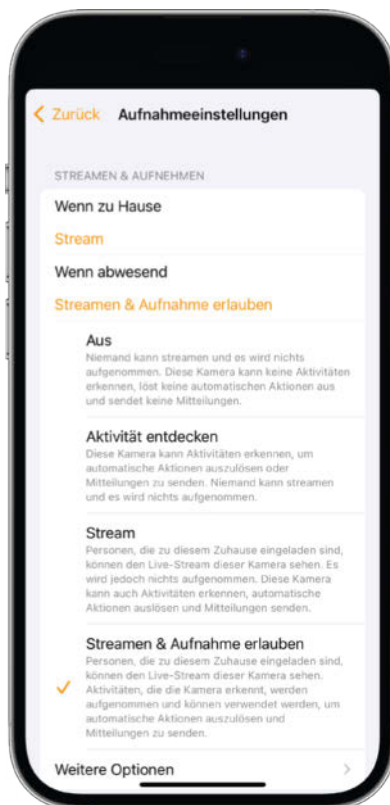 Zurück Aufnahmeeinstellungen
STREAMEN & AUFNEHMEN
Wenn zu Hause
Stream
Wenn abwesend
Streamen & Aufnahme erlauben
Aus
Niemand kann streamen und es wird nichts
aufgenommen. Diese Kamera kann keine Aktivitäten
erkennen, löst keine automatischen Aktionen aus
und sendet keine Mitteilungen.
Aktivität entdecken
Diese Kamera kann Aktivitäten erkennen, um
automatische Aktionen auszulösen oder
Mitteilungen zu senden. Niemand kann streamen
und es wird nichts aufgenommen.
Stream
Personen, die zu diesem Zuhause eingeladen sind,
können den Live-Stream dieser Kamera sehen. Es
wird jedoch nichts aufgenommen. Diese Kamera
kann auch Aktivitäten erkennen, automatische
Aktionen auslösen und Mitteilungen senden.
Streamen & Aufnahme erlauben
Personen, die zu diesem Zuhause eingeladen sind,
können den Live-Stream dieser Kamera sehen.
Aktivitäten, die die Kamera erkennt, werden
aufgenommen und können verwendet werden, um
automatische Aktionen auszulösen und
Mitteilungen zu senden.
Weitere Optionen